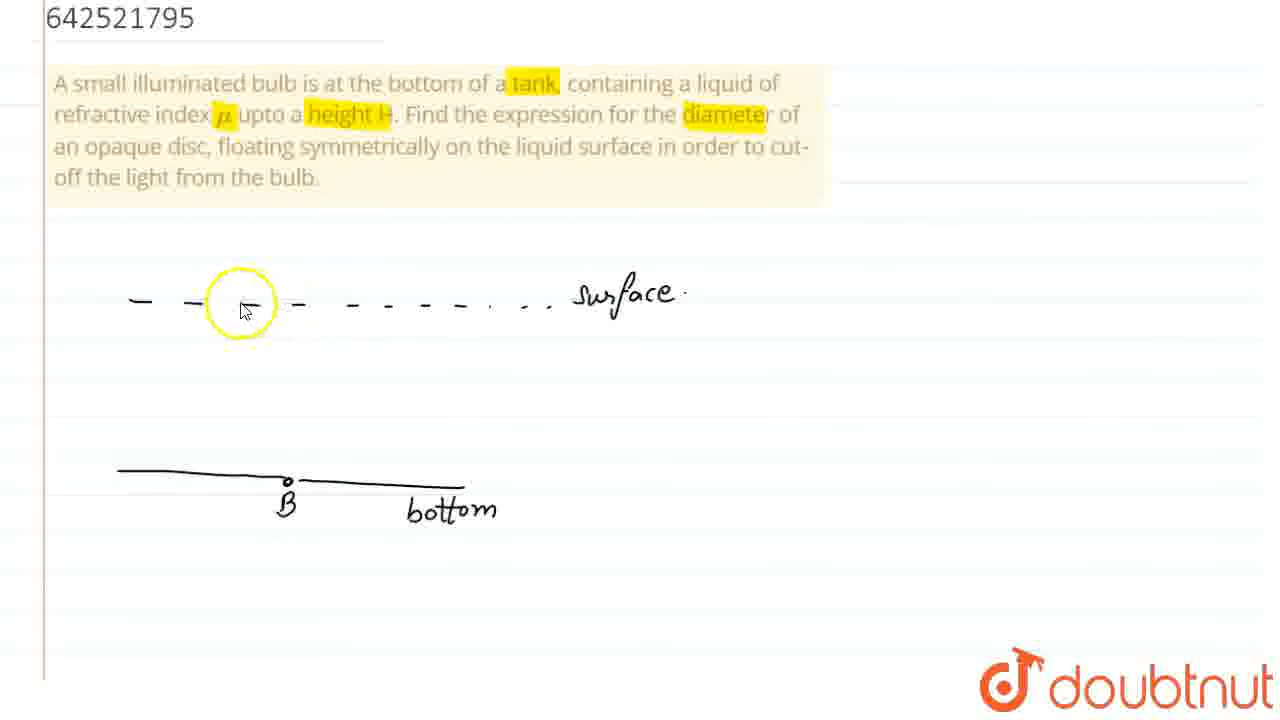 642521795
A small illuminated bulb is at the bottom of a tank, containing a liquid of
refractive index μ upto a height H. Find the expression for the diameter of
an opaque disc, floating symmetrically on the liquid surface in order to cut-
off the light from the bulb.
surface.
B
bottom
doubtnut